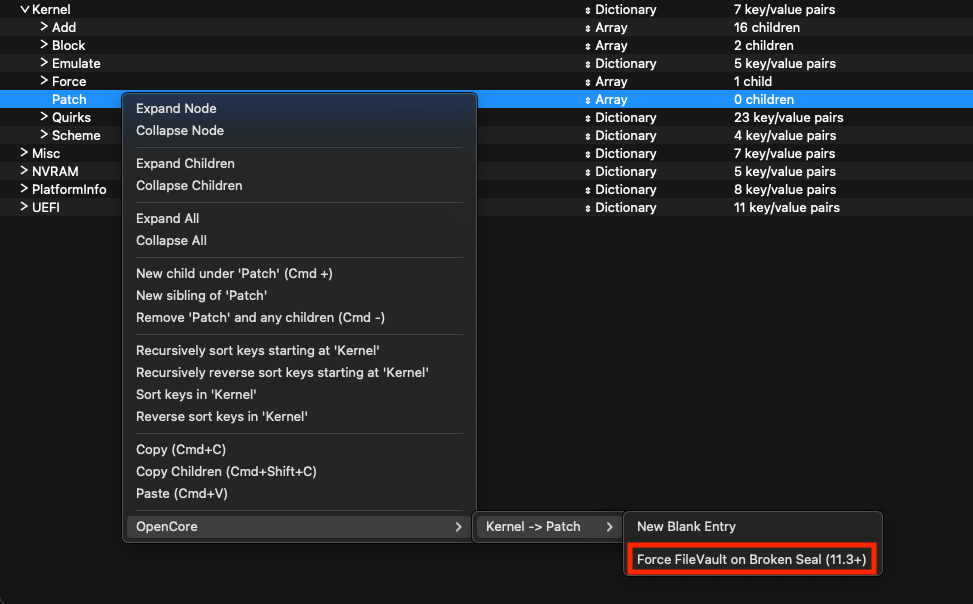 Kernel Dictionary 7 key/value pairs
Add Array 16 children
Block Array 2 children
Emulate Dictionary 5 key/value pairs
Force Array 1 child
Patch Array 0 children
Quirks Dictionary 23 key/value pairs
Scheme Dictionary 4 key/value pairs
Misc Dictionary 7 key/value pairs
NVRAM Dictionary 5 key/value pairs
PlatformInfo Dictionary 8 key/value pairs
UEFI Dictionary 11 key/value pairs
Expand Node
Collapse Node
Expand Children
Collapse Children
Expand All
Collapse All
New child under 'Patch' (Cmd +)
New sibling of 'Patch'
Remove 'Patch' and any children (Cmd -)
Recursively sort keys starting at 'Kernel'
Recursively reverse sort keys starting at 'Kernel'
Sort keys in 'Kernel'
Reverse sort keys in 'Kernel'
Copy (Cmd+C)
Copy Children (Cmd+Shift+C)
Paste (Cmd+V)
OpenCore
Kernel -> Patch
New Blank Entry
Force FileVault on Broken Seal (11.3+)